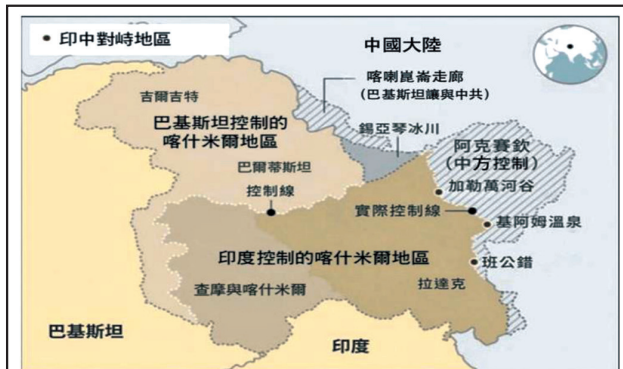 印中對峙地區
中國大陸
喀喇崑崙走廊
(巴基斯坦讓與中共)
吉爾吉特
錫亞琴冰川
巴基斯坦控制的
喀什米爾地區
阿克賽欽
(中方控制)
巴爾蒂斯坦
加勒萬河谷
控制線
實際控制線
基阿姆溫泉
印度控制的喀什米爾地區
班公錯
查摩與喀什米爾
拉達克
巴基斯坦
印度